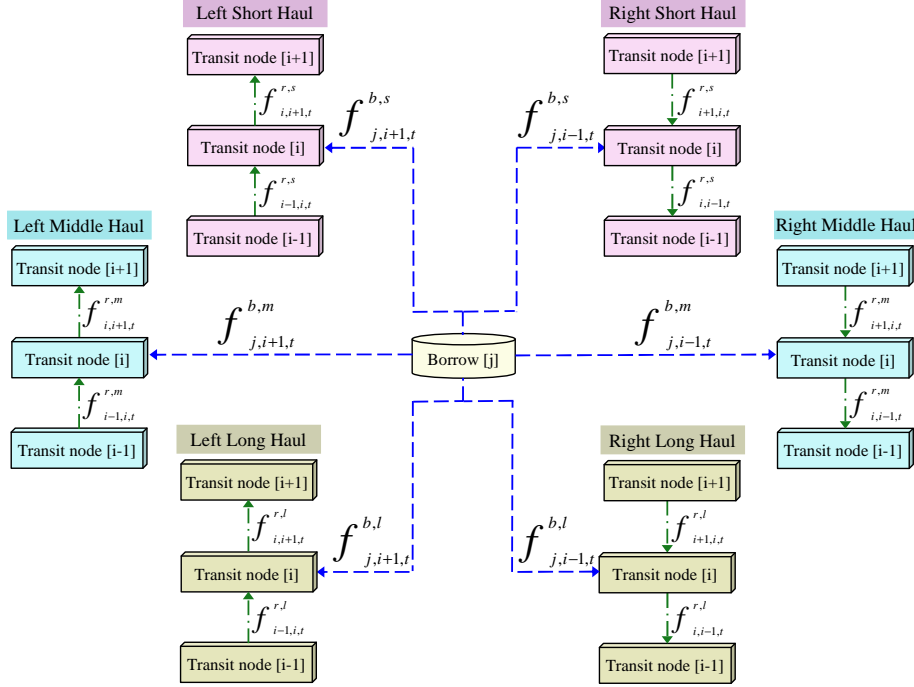 Left Short Haul
Transit node [i+1]
f^{r,s}_{i,i+1,t}
Transit node [i]
f^{r,s}_{i-1,i,t}
Transit node [i-1]
f^{b,s}_{j,i+1,t}
Right Short Haul
Transit node [i+1]
f^{r,s}_{i+1,i,t}
Transit node [i]
f^{r,s}_{i,i-1,t}
Transit node [i-1]
f^{b,s}_{j,i-1,t}
Left Middle Haul
Transit node [i+1]
f^{r,m}_{i,i+1,t}
Transit node [i]
f^{r,m}_{i-1,i,t}
Transit node [i-1]
f^{b,m}_{j,i+1,t}
Borrow [j]
f^{b,m}_{j,i-1,t}
Right Middle Haul
Transit node [i+1]
f^{r,m}_{i+1,i,t}
Transit node [i]
f^{r,m}_{i,i-1,t}
Transit node [i-1]
Left Long Haul
Transit node [i+1]
f^{r,l}_{i,i+1,t}
Transit node [i]
f^{r,l}_{i-1,i,t}
Transit node [i-1]
f^{b,l}_{j,i+1,t}
Right Long Haul
Transit node [i+1]
f^{r,l}_{i+1,i,t}
Transit node [i]
f^{r,l}_{i,i-1,t}
Transit node [i-1]
f^{b,l}_{j,i-1,t}